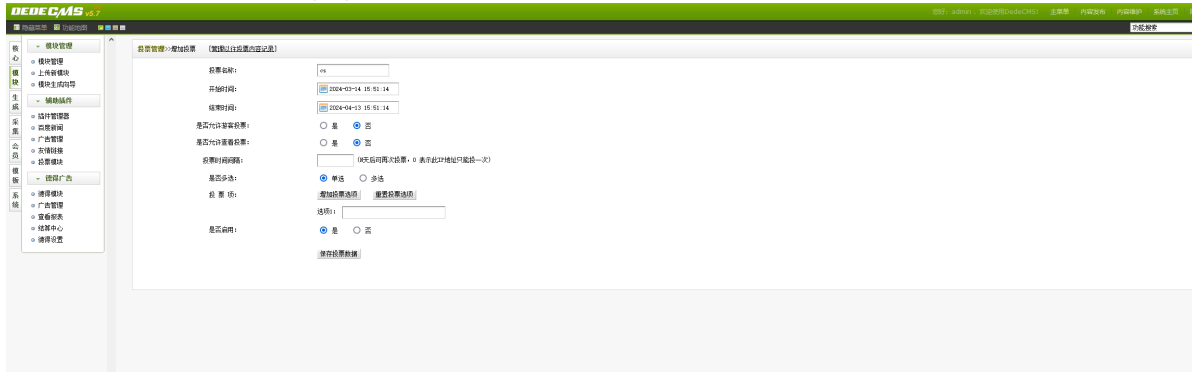 DEDECMS v5.7
您好: admin , 欢迎使用DedeCMS! 主菜单 内容发布 内容维护 系统主页
隐藏菜单 功能地图
功能搜索
核心
模块
生成
采集
会员
模板
系统
模块管理
模块管理
上传新模块
模块生成向导
辅助插件
插件管理器
百度新闻
广告管理
友情链接
投票模块
德得广告
德得模块
广告管理
查看报表
结算中心
德得设置
投票管理>>增加投票 [管理以往投票内容记录]
投票名称: cs
开始时间: 2024-03-14 15:51:14
结束时间: 2024-04-13 15:51:14
是否允许游客投票: 是 否
是否允许查看投票: 是 否
投票时间间隔: (N天后可再次投票,0 表示此IP地址只能投一次)
是否多选: 单选 多选
投 票 项: 增加投票选项 重置投票选项
选项1:
是否启用: 是 否
保存投票数据